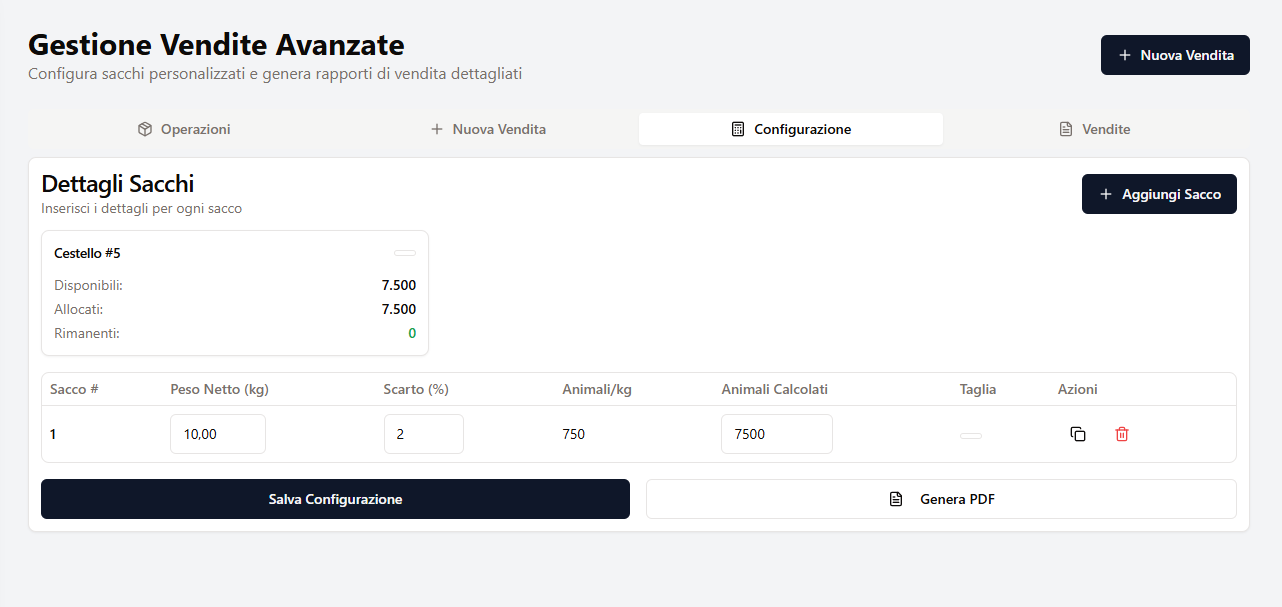 Gestione Vendite Avanzate
Configura sacchi personalizzati e genera rapporti di vendita dettagliati
Nuova Vendita
Operazioni
Nuova Vendita
Configurazione
Vendite
Dettagli Sacchi
Inserisci i dettagli per ogni sacco
Aggiungi Sacco
Cestello #5
Disponibili: 7.500
Allocati: 7.500
Rimanenti: 0
Sacco # Peso Netto (kg) Scarto (%) Animali/kg Animali Calcolati Taglia Azioni
1 10,00 2 750 7500
Salva Configurazione
Genera PDF